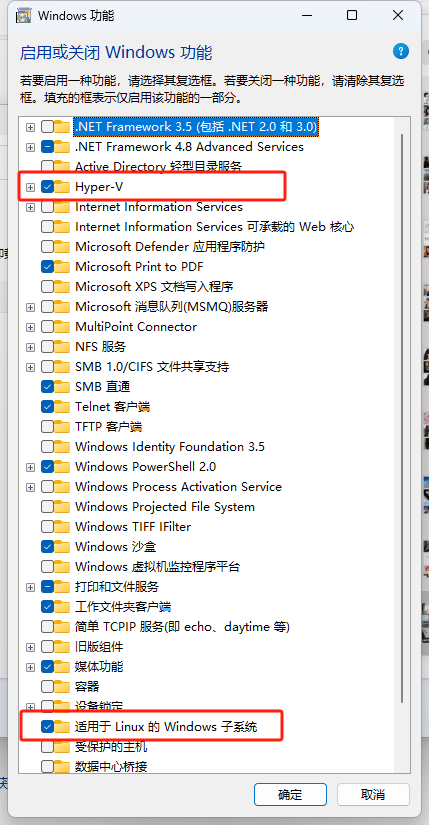 Windows 功能
启用或关闭 Windows 功能
若要启用一种功能，请选择其复选框。若要关闭一种功能，请清除其复选
框。填充的框表示仅启用该功能的一部分。
.NET Framework 3.5 (包括 .NET 2.0 和 3.0)
.NET Framework 4.8 Advanced Services
Active Directory 轻型目录服务
Hyper-V
Internet Information Services
Internet Information Services 可承载的 Web 核心
Microsoft Defender 应用程序防护
Microsoft Print to PDF
Microsoft XPS 文档写入程序
Microsoft 消息队列(MSMQ)服务器
MultiPoint Connector
NFS 服务
SMB 1.0/CIFS 文件共享支持
SMB 直通
Telnet 客户端
TFTP 客户端
Windows Identity Foundation 3.5
Windows PowerShell 2.0
Windows Process Activation Service
Windows Projected File System
Windows TIFF IFilter
Windows 沙盒
Windows 虚拟机监控程序平台
打印和文件服务
工作文件夹客户端
简单 TCPIP 服务(即 echo、daytime 等)
旧版组件
媒体功能
容器
设备锁定
适用于 Linux 的 Windows 子系统
受保护的主机
数据中心桥接
确定
取消